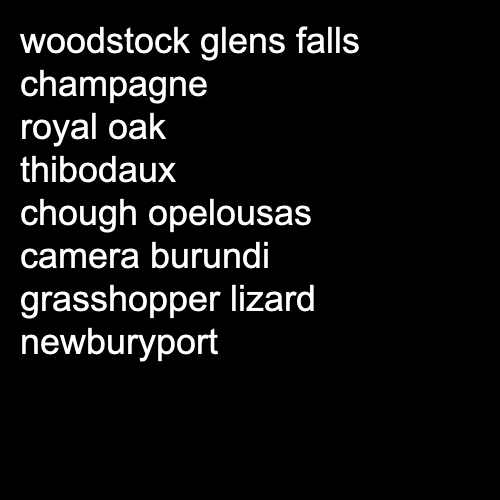 woodstock glens falls
champagne
royal oak
thibodaux
chough opelousas
camera burundi
grasshopper lizard
newburyport